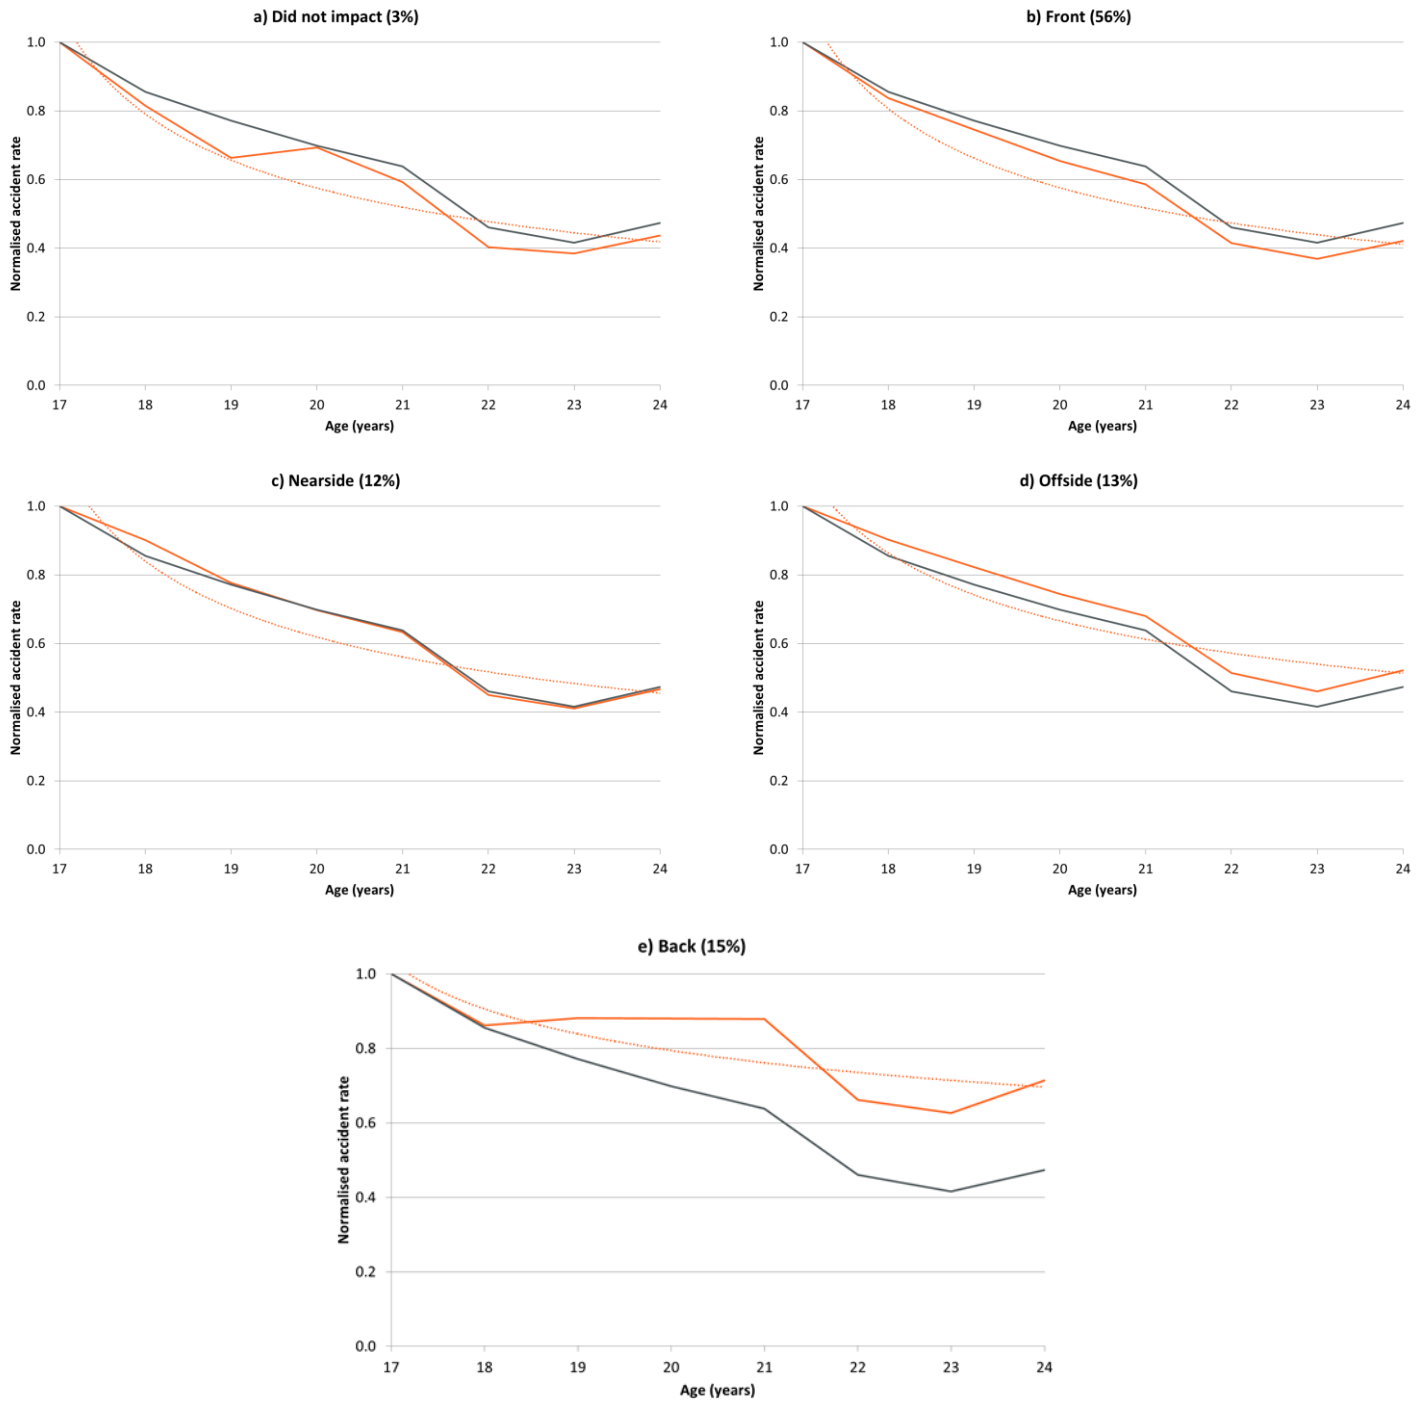 a) Did not impact (3%)
Normalised accident rate
1.0
0.8
0.6
0.4
0.2
0.0
17 18 19 20 21 22 23 24
Age (years)
b) Front (56%)
Normalised accident rate
1.0
0.8
0.6
0.4
0.2
0.0
17 18 19 20 21 22 23 24
Age (years)
c) Nearside (12%)
Normalised accident rate
1.0
0.8
0.6
0.4
0.2
0.0
17 18 19 20 21 22 23 24
Age (years)
d) Offside (13%)
Normalised accident rate
1.0
0.8
0.6
0.4
0.2
0.0
17 18 19 20 21 22 23 24
Age (years)
e) Back (15%)
Normalised accident rate
1.0
0.8
0.6
0.4
0.2
0.0
17 18 19 20 21 22 23 24
Age (years)